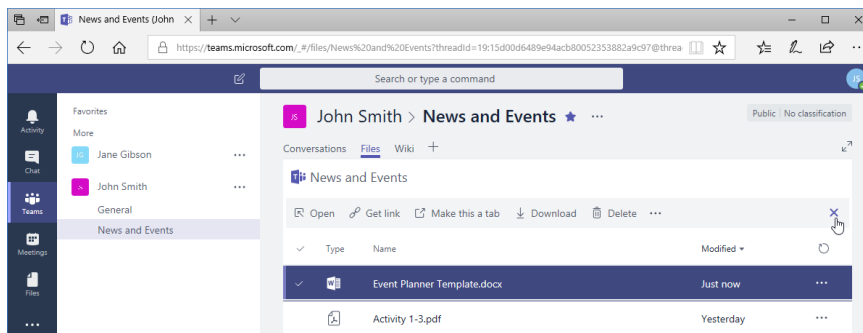 News and Events (John
https://teams.microsoft.com/_#/files/News%20and%20Events?threadId=19:15d00d6489e94acb80052353882a9c97@threa
Search or type a command
JS
Activity
Chat
Teams
Meetings
Files
Favorites
More
JG Jane Gibson
JS John Smith
General
News and Events
JS John Smith > News and Events
Public | No classification
Conversations Files Wiki +
News and Events
Open Get link Make this a tab Download Delete
Type Name Modified
Event Planner Template.docx Just now
Activity 1-3.pdf Yesterday